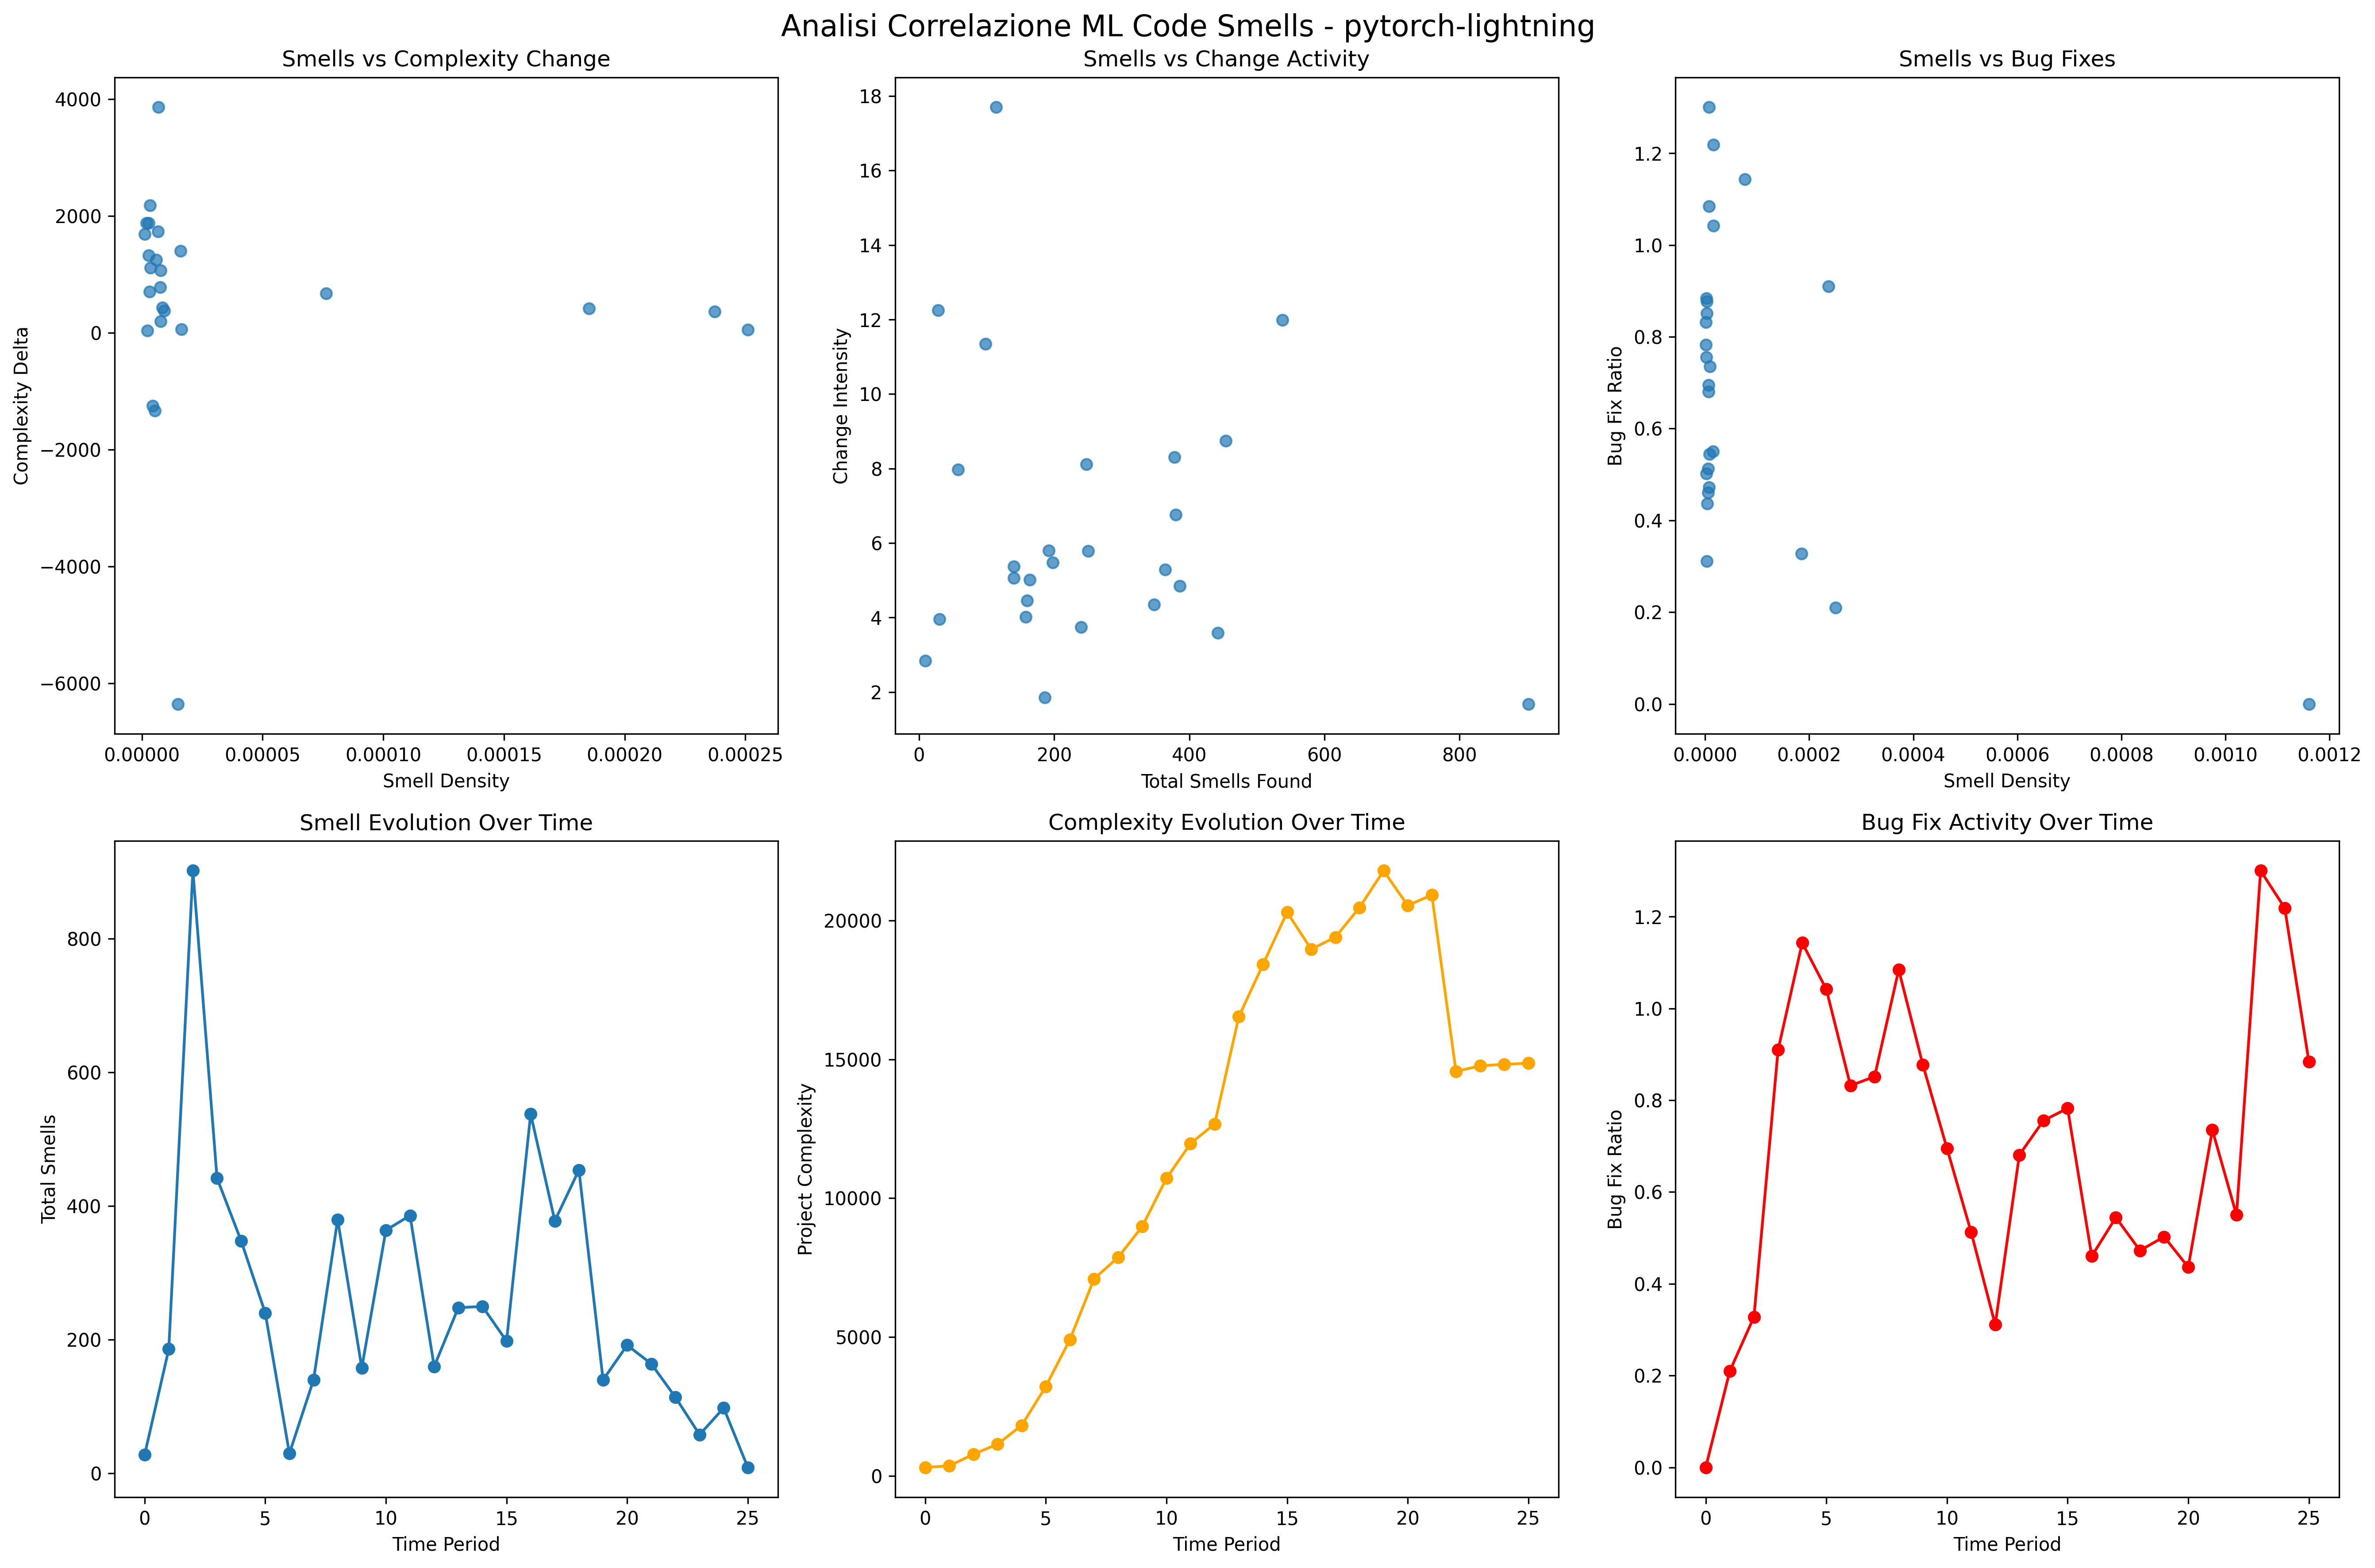 Analisi Correlazione ML Code Smells - pytorch-lightning
Smells vs Complexity Change
4000
2000
0
−2000
−4000
−6000
Complexity Delta
0.00000 0.00005 0.00010 0.00015 0.00020 0.00025
Smell Density
Smells vs Change Activity
18
16
14
12
10
8
6
4
2
Change Intensity
0 200 400 600 800
Total Smells Found
Smells vs Bug Fixes
1.2
1.0
0.8
0.6
0.4
0.2
0.0
Bug Fix Ratio
0.0000 0.0002 0.0004 0.0006 0.0008 0.0010 0.0012
Smell Density
Smell Evolution Over Time
800
600
400
200
0
Total Smells
0 5 10 15 20 25
Time Period
Complexity Evolution Over Time
20000
15000
10000
5000
0
Project Complexity
0 5 10 15 20 25
Time Period
Bug Fix Activity Over Time
1.2
1.0
0.8
0.6
0.4
0.2
0.0
Bug Fix Ratio
0 5 10 15 20 25
Time Period